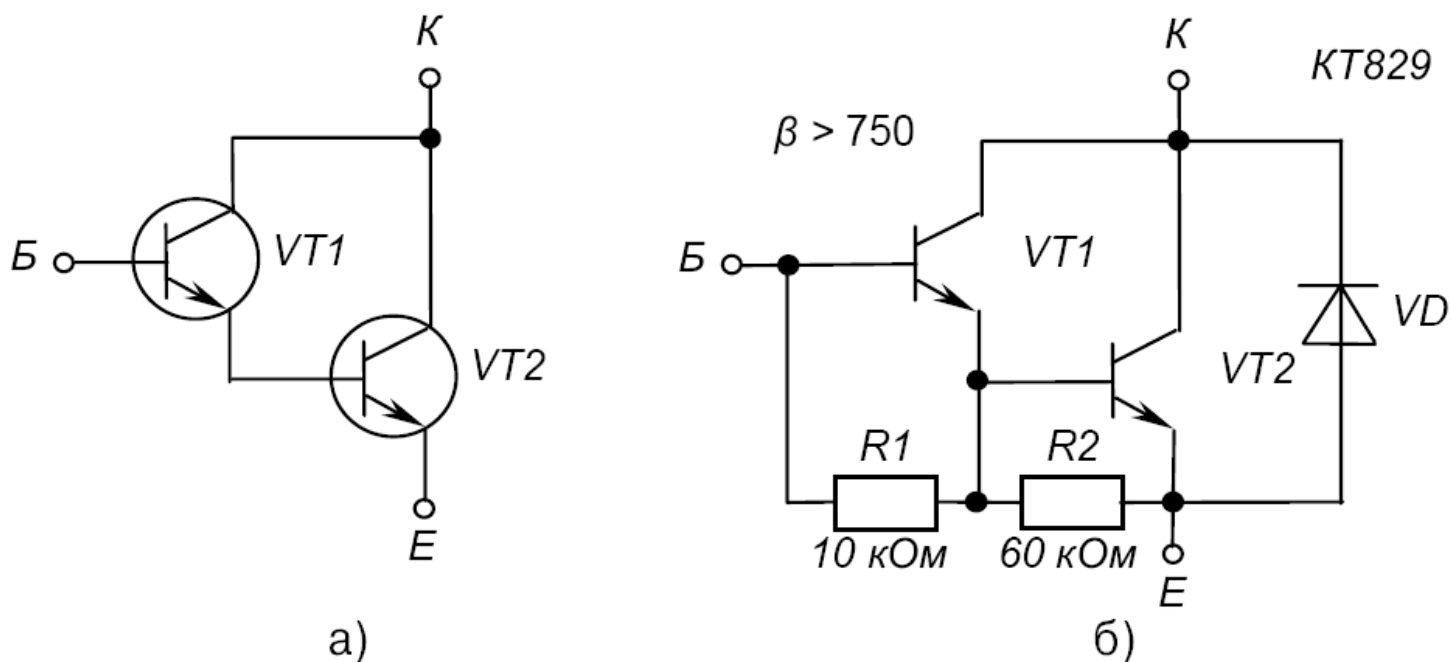 К
Б
VT1
VT2
Е
а)
К
КТ829
β > 750
Б
VT1
VT2
VD
R1
R2
10 кОм
60 кОм
Е
б)